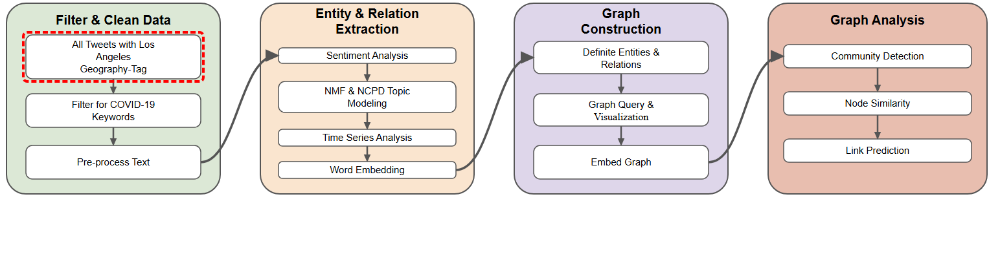 Filter & Clean Data
All Tweets with Los
Angeles
Geography-Tag
Filter for COVID-19
Keywords
Pre-process Text
Entity & Relation
Extraction
Sentiment Analysis
NMF & NCPD Topic
Modeling
Time Series Analysis
Word Embedding
Graph
Construction
Definite Entities &
Relations
Graph Query &
Visualization
Embed Graph
Graph Analysis
Community Detection
Node Similarity
Link Prediction